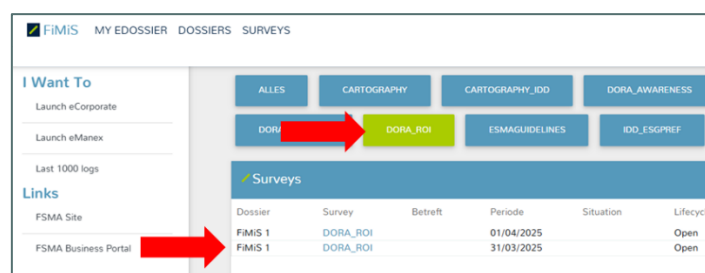 FiMiS MY EDOSSIER DOSSIERS SURVEYS
I Want To
Launch eCorporate
Launch eManex
Last 1000 logs
Links
FSMA Site
FSMA Business Portal
ALLES CARTOGRAPHY CARTOGRAPHY_IDD DORA_AWARENESS
DORA_ROI ESMAGUIDELINES IDD_ESGPREF
Surveys
Dossier Survey Betreft Periode Situation
FiMiS 1 DORA_ROI 01/04/2025 Open
FiMiS 1 DORA_ROI 31/03/2025 Open